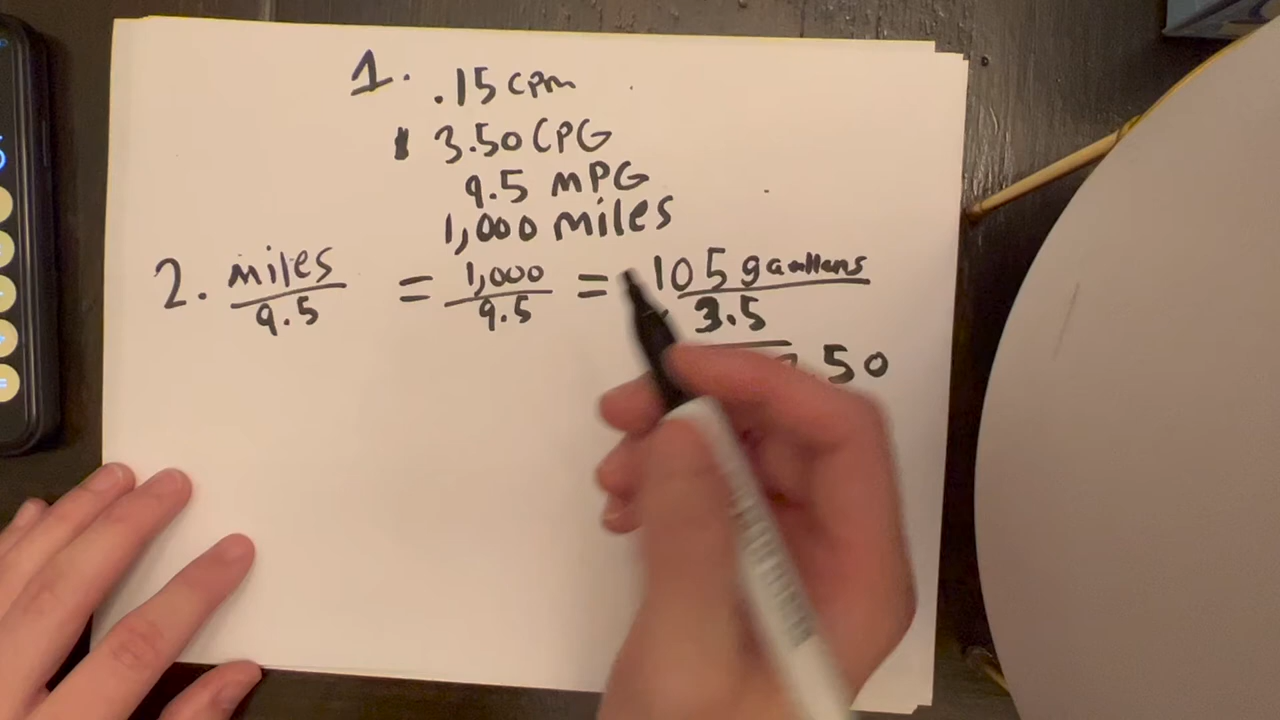 1. .15 cpm
$ 3.50 CPG
9.5 MPG
1,000 miles
2. miles = 1,000 = 105 gaallans
9.5 9.5 3.5
50